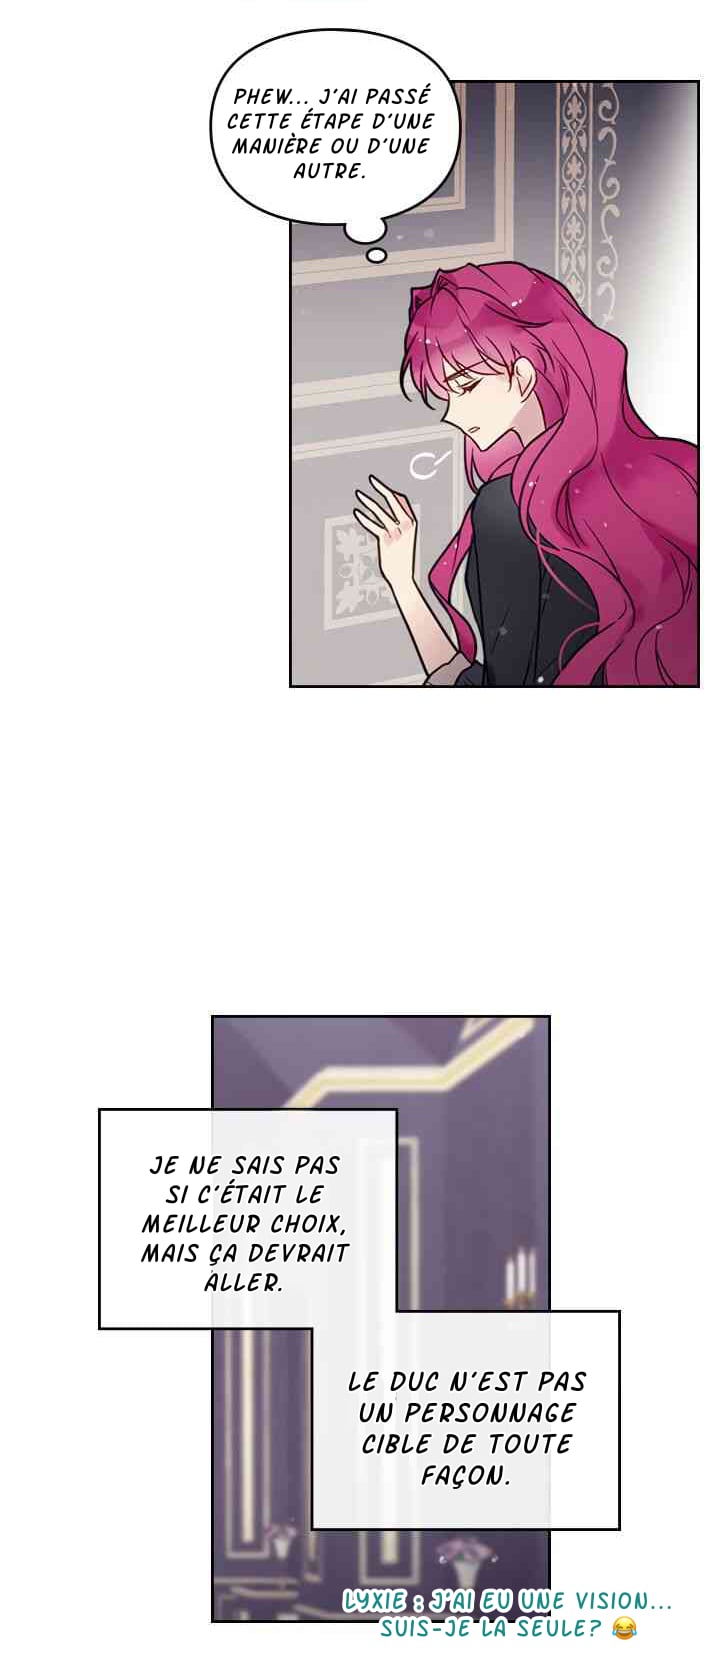 PHEW... J'AI PASSÉ
CETTE ÉTAPE D'UNE
MANIÈRE OU D'UNE
AUTRE.
JE NE SAIS PAS
SI C'ÉTAIT LE
MEILLEUR CHOIX,
MAIS ÇA DEVRAIT
ALLER.
LE DUC N'EST PAS
UN PERSONNAGE
CIBLE DE TOUTE
FAÇON.
LYXIE : J'AI EU UNE VISION...
SUIS-JE LA SEULE? 😂